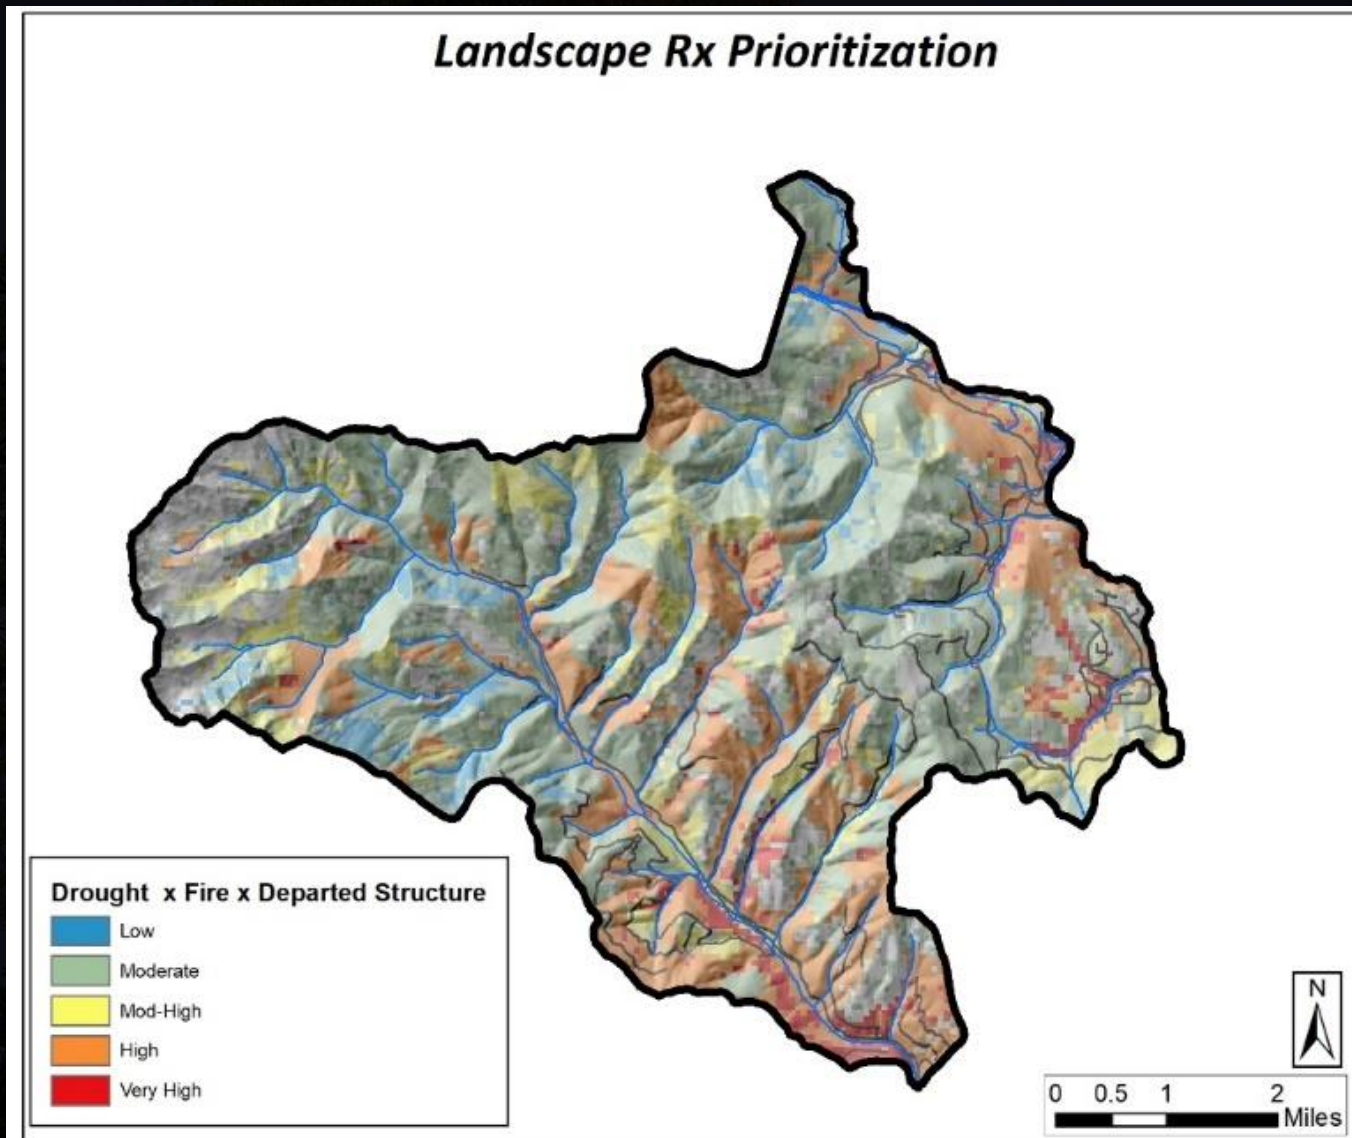 Landscape Rx Prioritization
Drought x Fire x Departed Structure
Low
Moderate
Mod-High
High
Very High
N
0 0.5 1 2
Miles